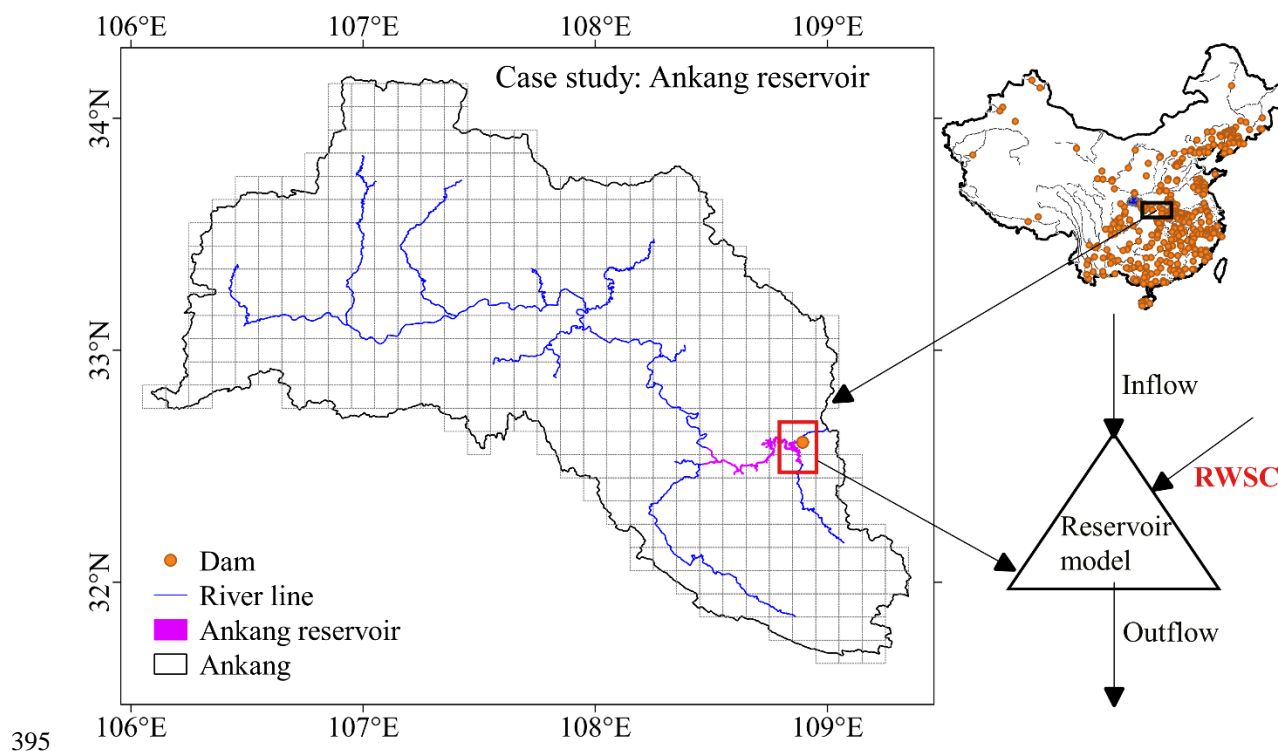 106°E 107°E 108°E 109°E
Case study: Ankang reservoir
34°N
33°N
32°N
Dam
River line
Ankang reservoir
Ankang
106°E 107°E 108°E 109°E
Inflow
RWSC
Reservoir
model
Outflow
395